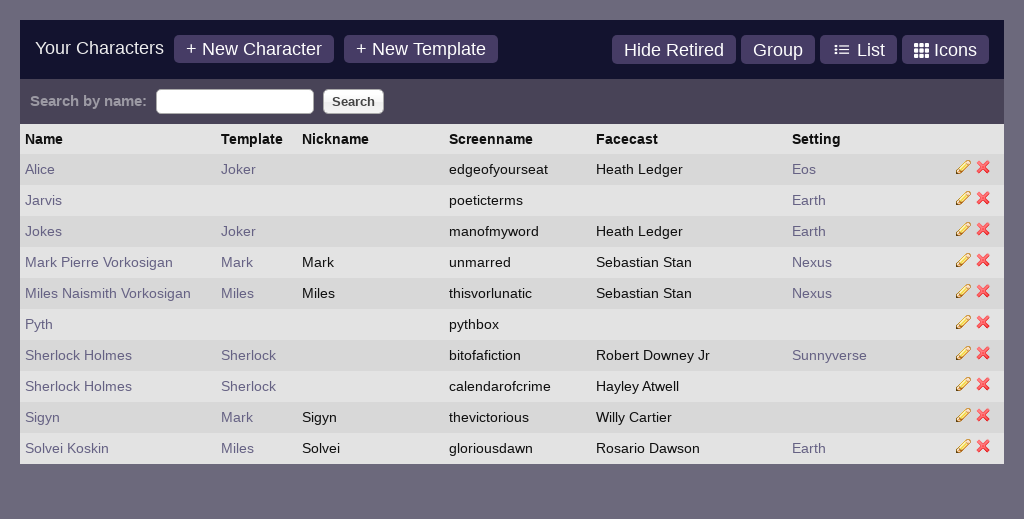 Your Characters + New Character + New Template Hide Retired Group List Icons
Search by name: Search
Name Template Nickname Screenname Facecast Setting
Alice Joker edgeofyourseat Heath Ledger Eos
Jarvis poeticterms Earth
Jokes Joker manofmyword Heath Ledger Earth
Mark Pierre Vorkosigan Mark Mark unmarred Sebastian Stan Nexus
Miles Naismith Vorkosigan Miles Miles thisvorlunatic Sebastian Stan Nexus
Pyth pythbox
Sherlock Holmes Sherlock bitofafiction Robert Downey Jr Sunnyverse
Sherlock Holmes Sherlock calendarofcrime Hayley Atwell
Sigyn Mark Sigyn thevictorious Willy Cartier
Solvei Koskin Miles Solvei gloriousdawn Rosario Dawson Earth